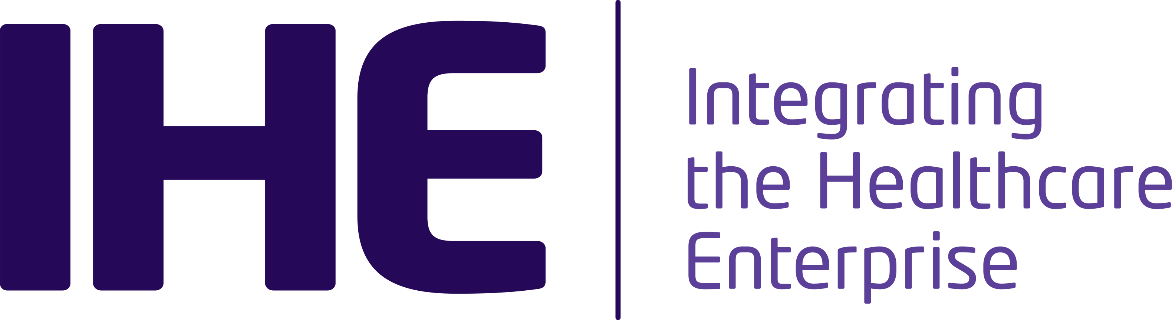 IHE
Integrating
the Healthcare
Enterprise